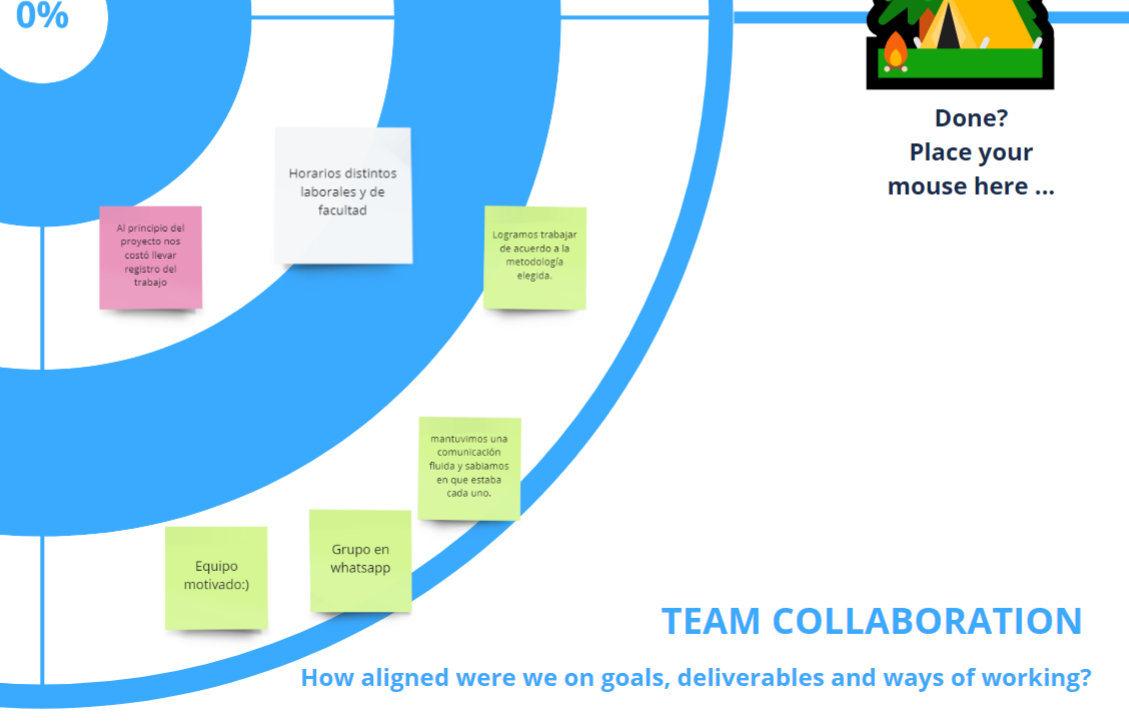 0%
Done?
Place your
mouse here ...
Horarios distintos
laborales y de
facultad
Al principio del
proyecto nos
costó llevar
registro del
trabajo
Logramos trabajar
de acuerdo a la
metodología
elegida.
mantuvimos una
comunicación
fluida y sabiamos
en que estaba
cada uno.
Equipo
motivado:)
Grupo en
whatsapp
TEAM COLLABORATION
How aligned were we on goals, deliverables and ways of working?